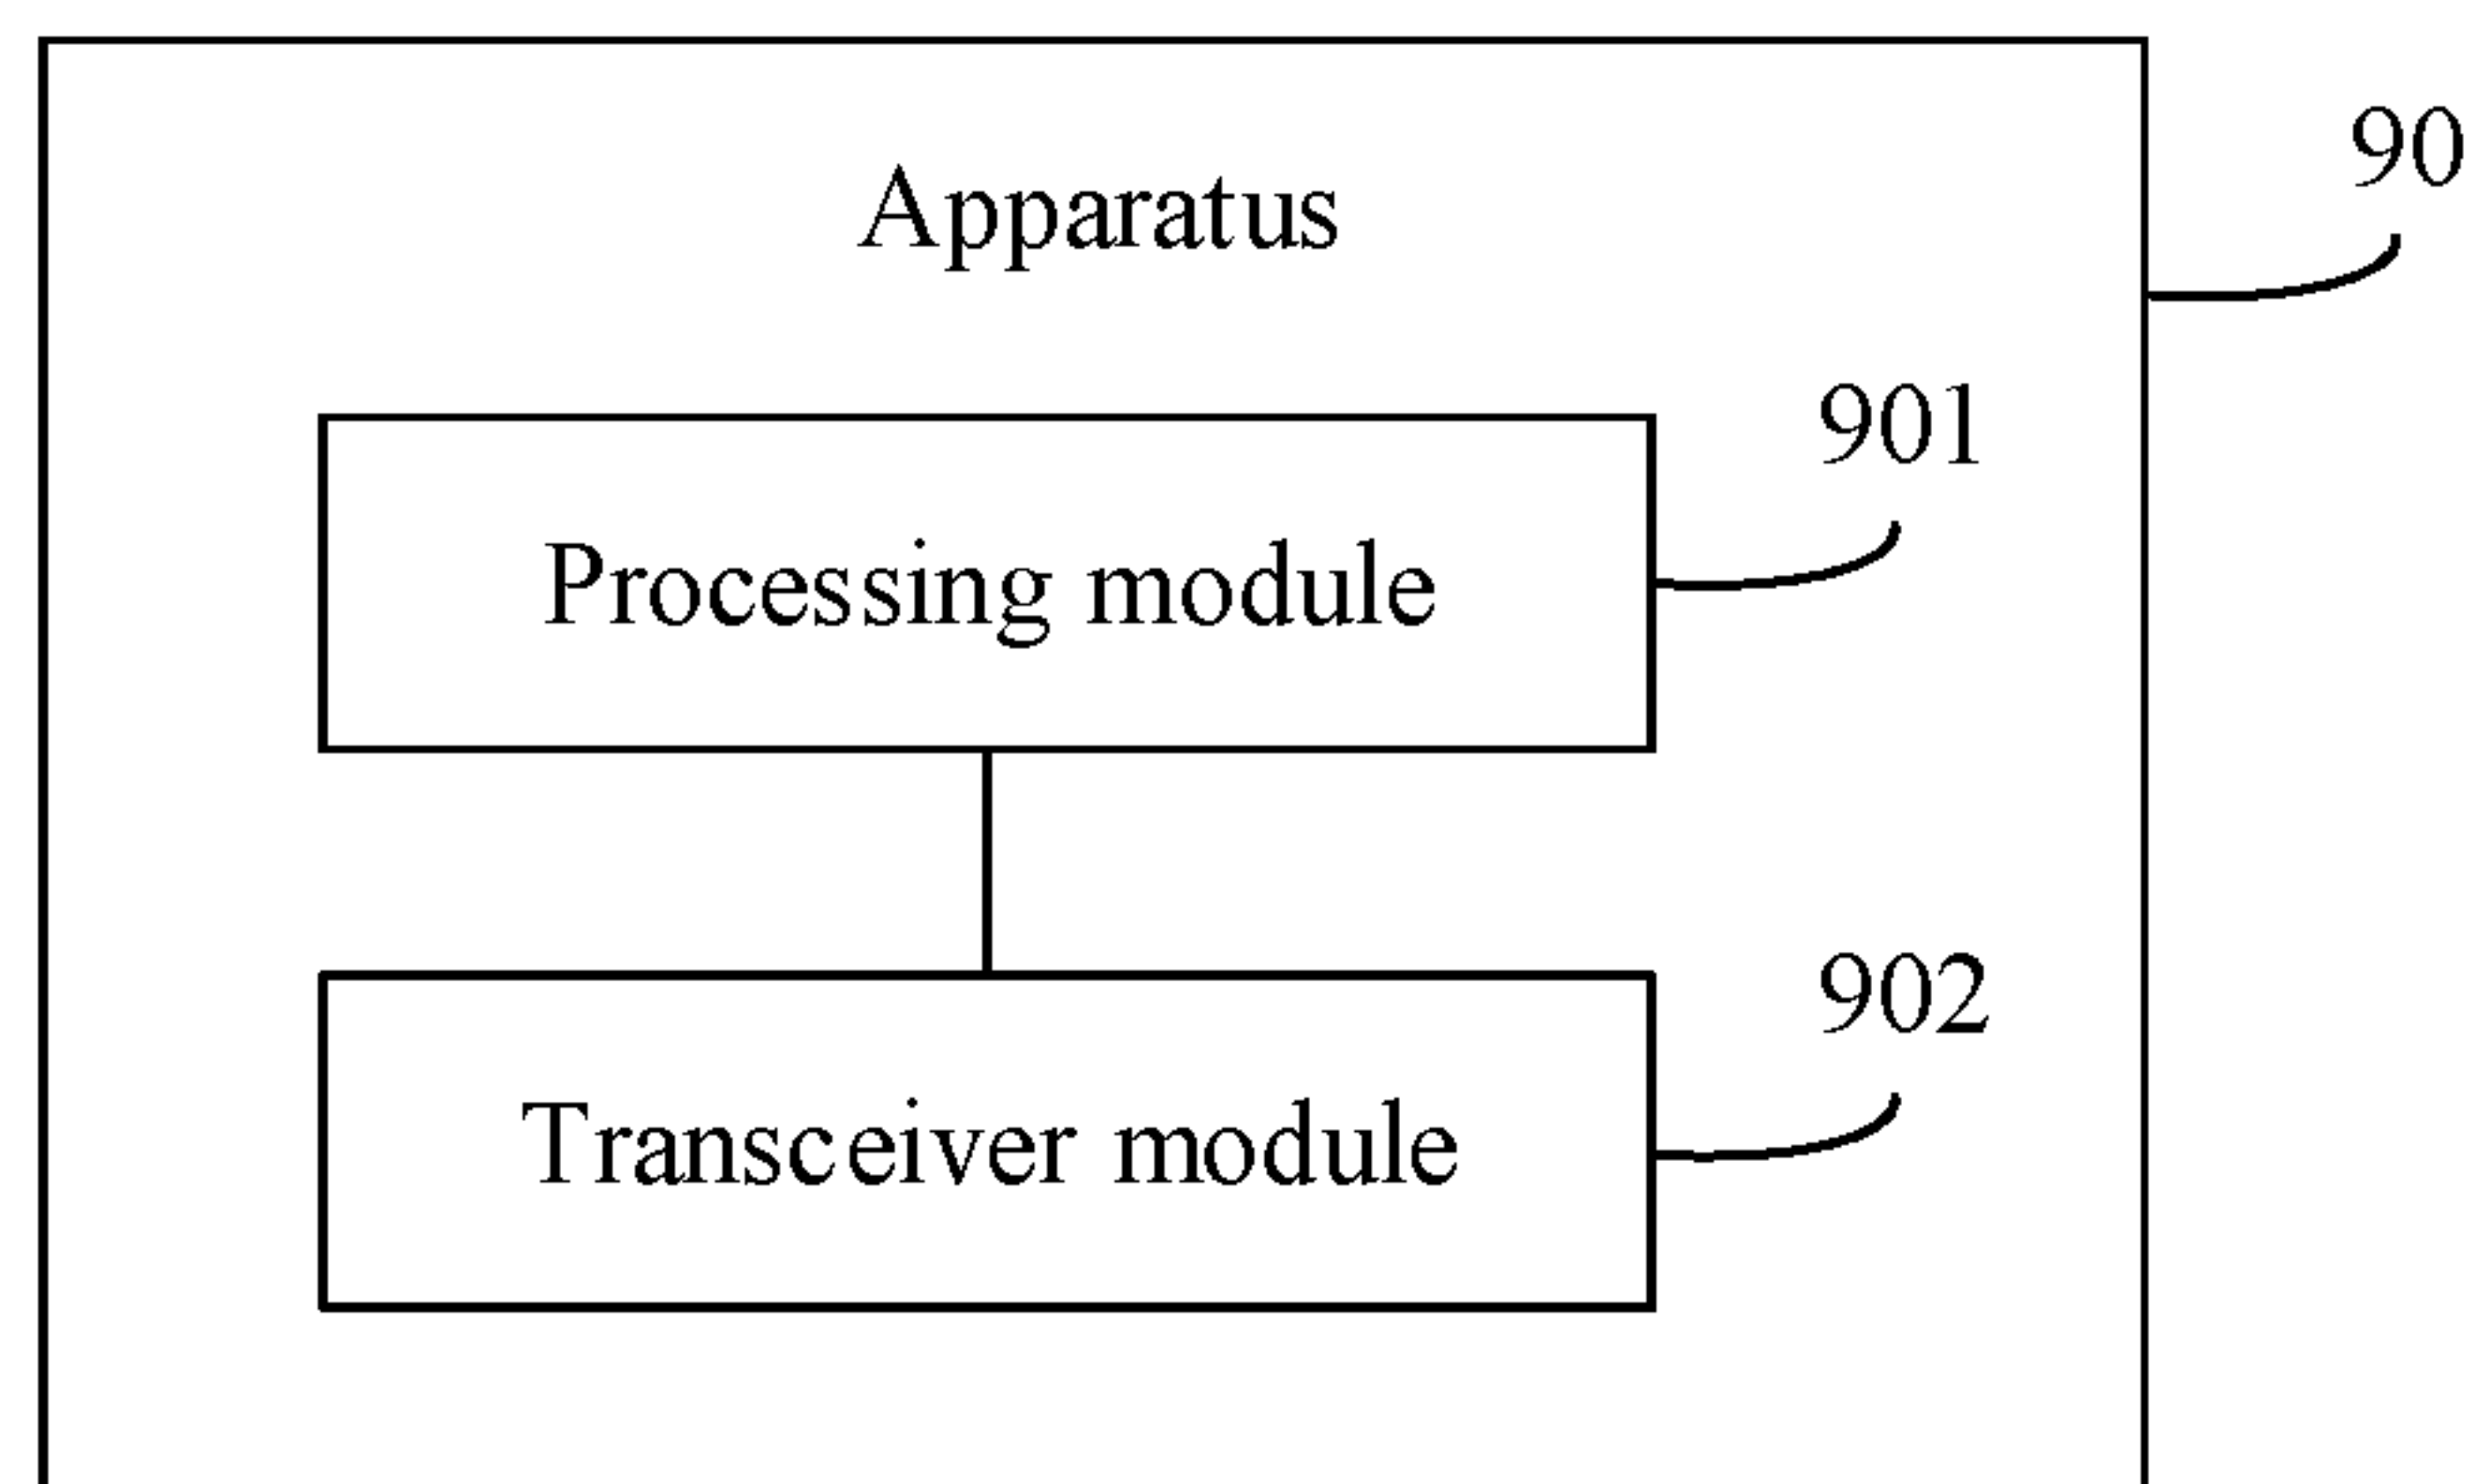 Apparatus
90
901
Processing module
902
Transceiver module